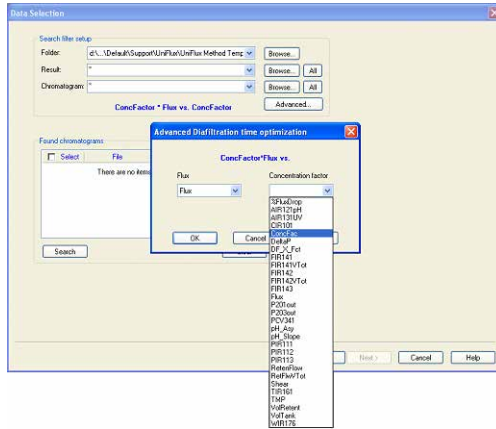 Data Selection
Search filter setup
Folder: d:\...\Default\Support\UniFlux\UniFlux Method Temp Browse...
Result: * Browse... All
Chromatogram: * Browse... All
ConcFactor * Flux vs. ConcFactor Advanced...
Found chromatograms
Select File
There are no items
Search
Advanced Diafiltration time optimization
ConcFactor*Flux vs.
Flux Concentration factor
Flux
OK Cancel
%FluxDrop
AIR121pH
AIR131UV
CIR101
ConcFac
DeltaP
DF_X_Fct
FIR141
FIR141VTot
FIR142
FIR142VTot
FIR143
Flux
P201out
P203out
PCV341
pH_Asy
pH_Slope
PIR111
PIR112
PIR113
RetenFlow
RetFlwVTot
Shear
TIR161
TMP
VolRetent
VolTank
WIR176
Next > Cancel Help